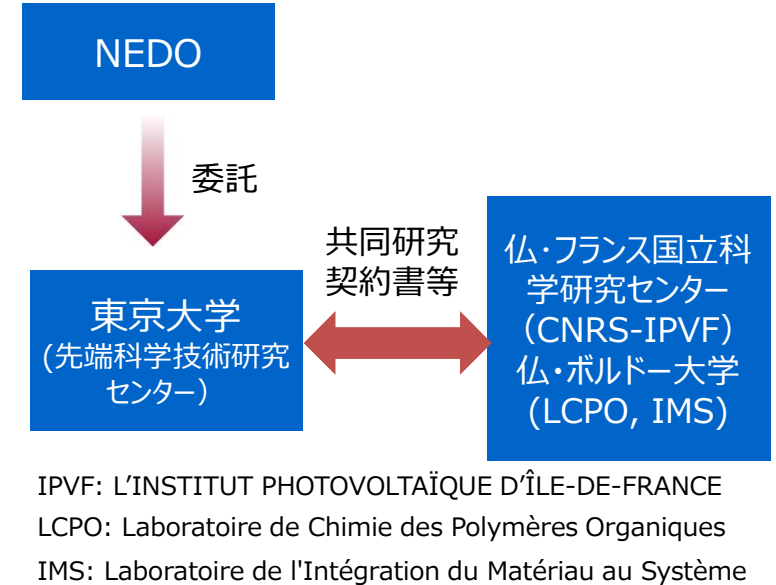 NEDO
委託
共同研究
契約書等
東京大学
(先端科学技術研究
センター）
仏・フランス国立科
学研究センター
（CNRS-IPVF）
仏・ボルドー大学
(LCPO, IMS)
IPVF: L’INSTITUT PHOTOVOLTAÏQUE D’ÎLE-DE-FRANCE
LCPO: Laboratoire de Chimie des Polymères Organiques
IMS: Laboratoire de l'Intégration du Matériau au Système